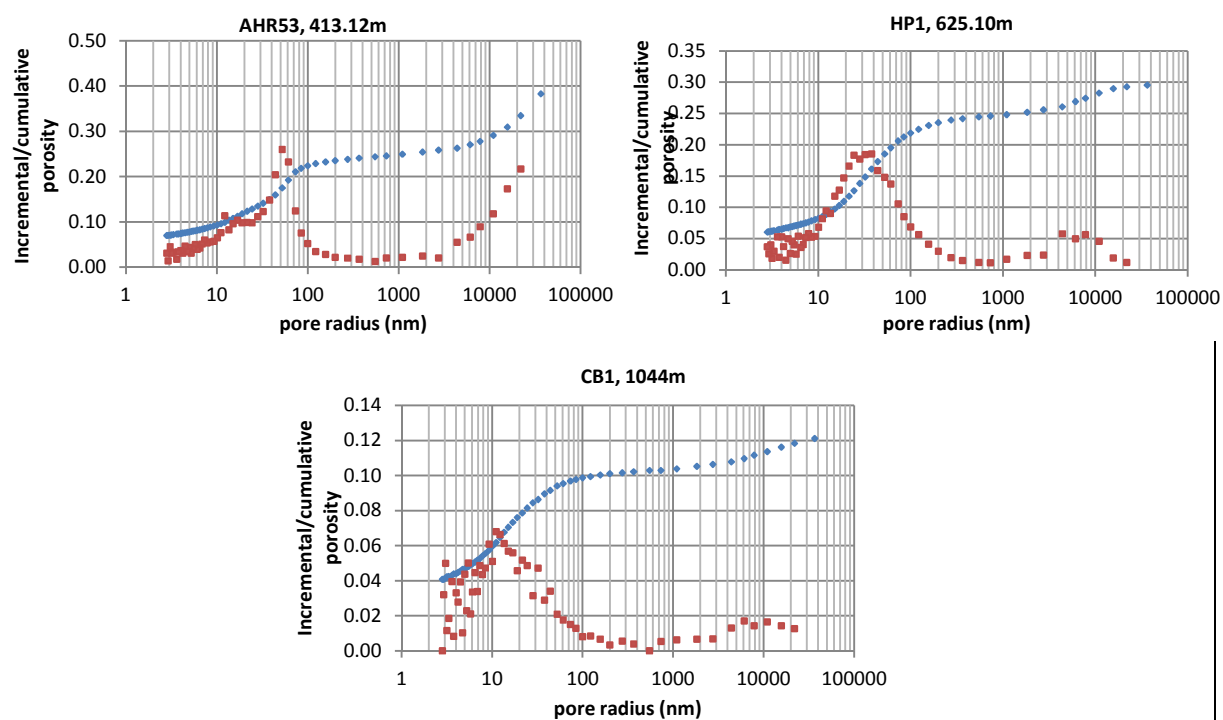 AHR53, 413.12m
Incremental/cumulative
porosity
0.50
0.40
0.30
0.20
0.10
0.00
1 10 100 1000 10000 100000
pore radius (nm)
HP1, 625.10m
Incremental/cumulative
porosity
0.35
0.30
0.25
0.20
0.15
0.10
0.05
0.00
1 10 100 1000 10000 100000
pore radius (nm)
CB1, 1044m
Incremental/cumulative
porosity
0.14
0.12
0.10
0.08
0.06
0.04
0.02
0.00
1 10 100 1000 10000 100000
pore radius (nm)